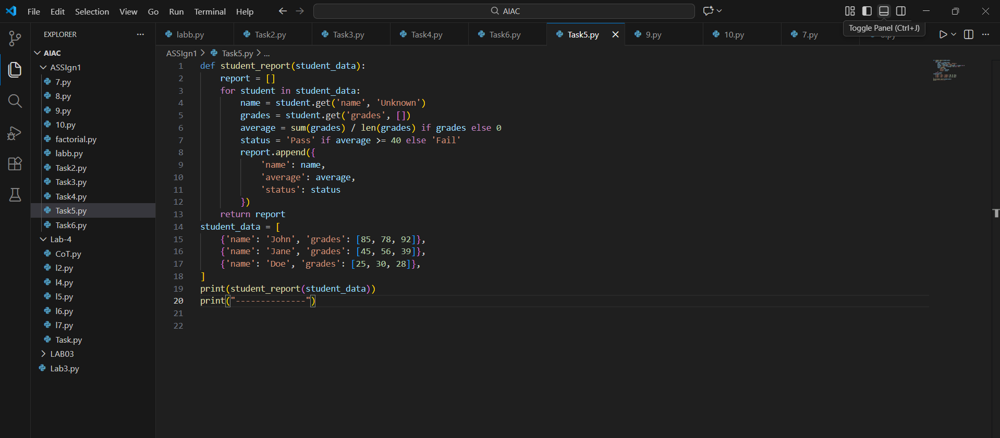 File Edit Selection View Go Run Terminal Help
AIAC
Toggle Panel (Ctrl+J)
EXPLORER
labb.py Task2.py Task3.py Task4.py Task6.py Task5.py 9.py 10.py 7.py
AIAC
ASSIgn1
7.py
8.py
9.py
10.py
factorial.py
labb.py
Task2.py
Task3.py
Task4.py
Task5.py
Task6.py
Lab-4
CoT.py
l2.py
l4.py
l5.py
l6.py
l7.py
Task.py
LAB03
Lab3.py
ASSIgn1 > Task5.py > ...
1 def student_report(student_data):
2     report = []
3     for student in student_data:
4         name = student.get('name', 'Unknown')
5         grades = student.get('grades', [])
6         average = sum(grades) / len(grades) if grades else 0
7         status = 'Pass' if average >= 40 else 'Fail'
8         report.append({
9             'name': name,
10             'average': average,
11             'status': status
12         })
13     return report
14 student_data = [
15     {'name': 'John', 'grades': [85, 78, 92]},
16     {'name': 'Jane', 'grades': [45, 56, 39]},
17     {'name': 'Doe', 'grades': [25, 30, 28]},
18 ]
19 print(student_report(student_data))
20 print("--------------")
21
22